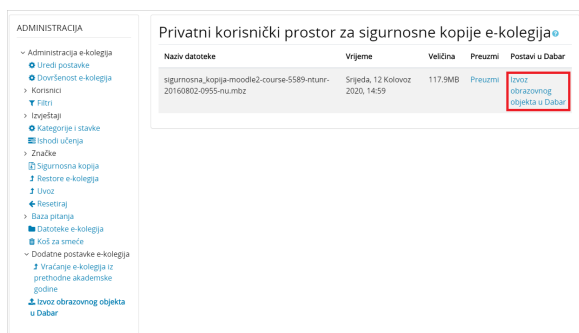 ADMINISTRACIJA
Administracija e-kolegija
Uredi postavke
Dovršenost e-kolegija
Korisnici
Filtri
Izvještaji
Kategorije i stavke
Ishodi učenja
Značke
Sigurnosna kopija
Restore e-kolegija
Uvoz
Resetiraj
Baza pitanja
Datoteke e-kolegija
Koš za smeće
Dodatne postavke e-kolegija
Vraćanje e-kolegija iz
prethodne akademske
godine
Izvoz obrazovnog objekta
u Dabar
Privatni korisnički prostor za sigurnosne kopije e-kolegija
Naziv datoteke Vrijeme Veličina Preuzmi Postavi u Dabar
sigurnosna_kopija-moodle2-course-5589-ntunr-
20160802-0955-nu.mbz
Srijeda, 12 Kolovoz
2020, 14:59
117.9MB
Preuzmi
Izvoz
obrazovnog
objekta u Dabar